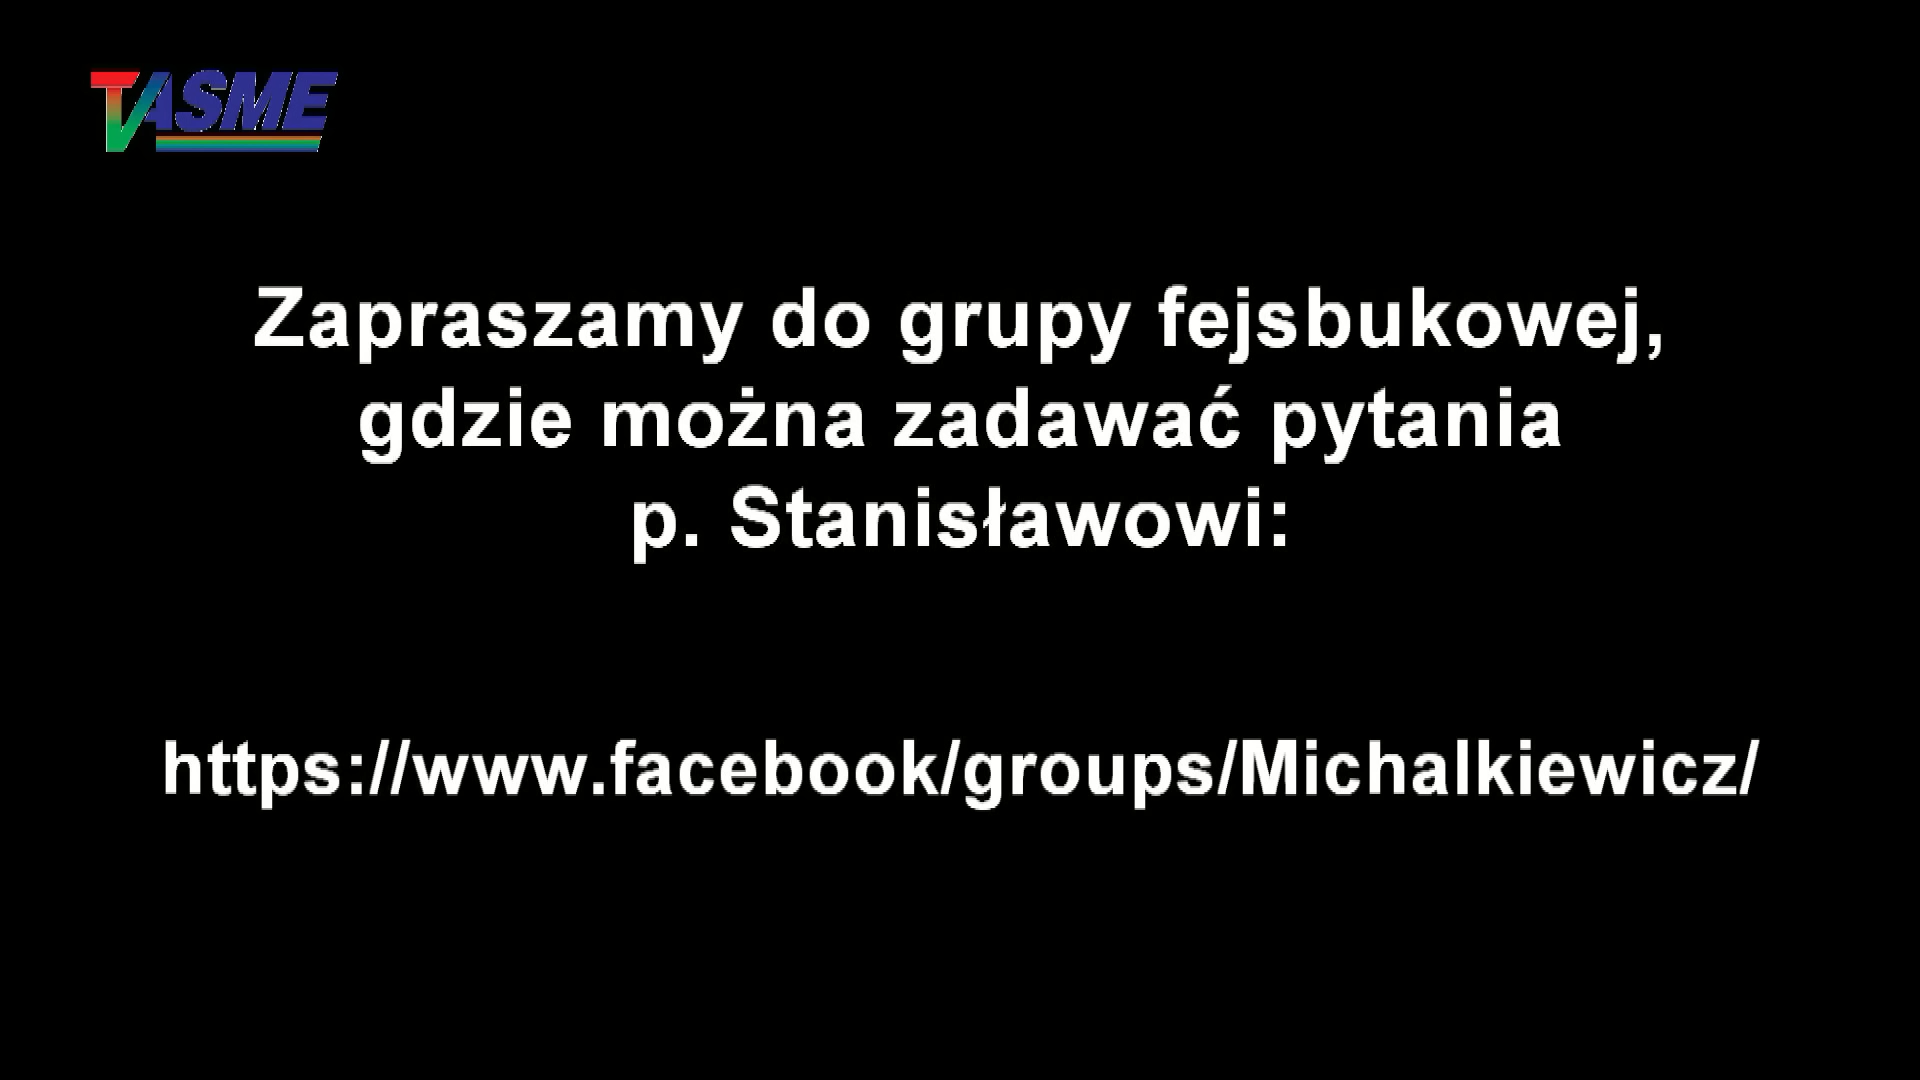 TVASME
Zapraszamy do grupy fejsbukowej,
gdzie można zadawać pytania
p. Stanisławowi:
https://www.facebook/groups/Michalkiewicz/